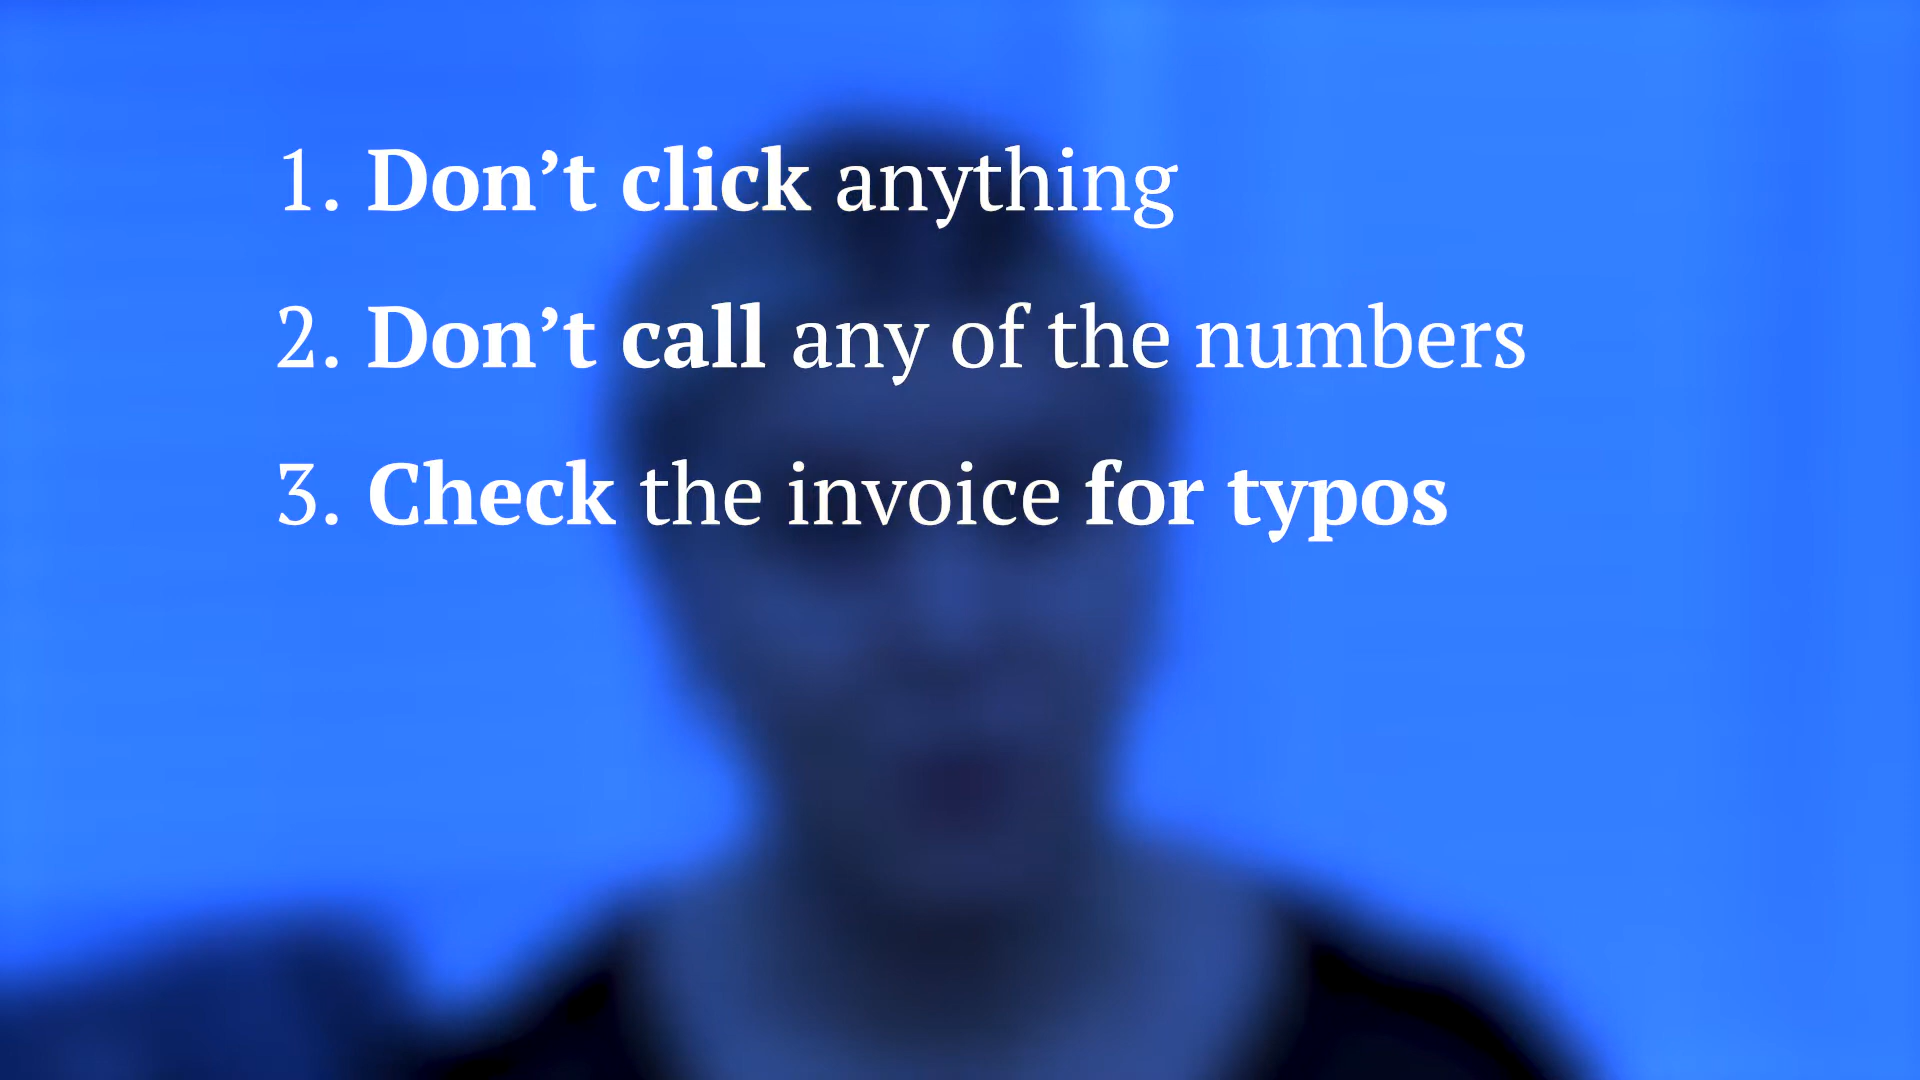 1. Don’t click anything
2. Don’t call any of the numbers
3. Check the invoice for typos